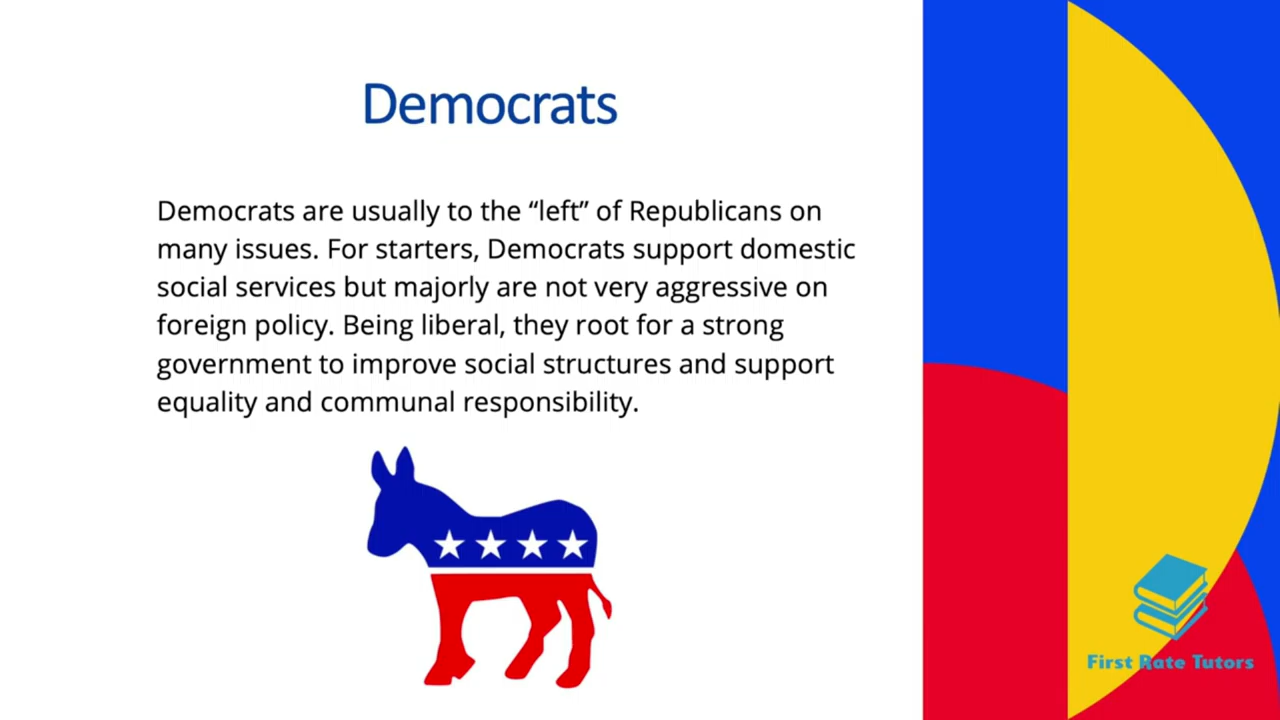 Democrats
Democrats are usually to the “left” of Republicans on
many issues. For starters, Democrats support domestic
social services but majorly are not very aggressive on
foreign policy. Being liberal, they root for a strong
government to improve social structures and support
equality and communal responsibility.
First Rate Tutors